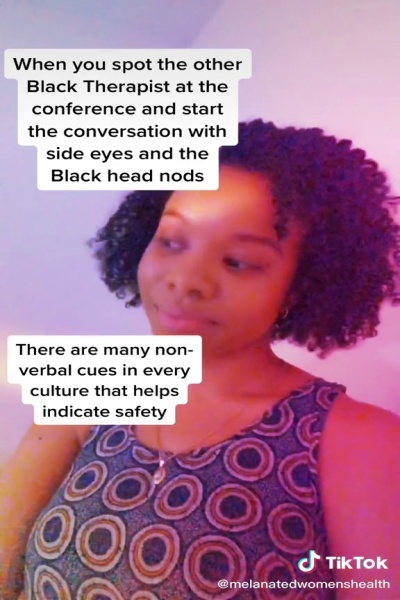 When you spot the other
Black Therapist at the
conference and start
the conversation with
side eyes and the
Black head nods
There are many non-
verbal cues in every
culture that helps
indicate safety
TikTok
@melanatedwomenshealth